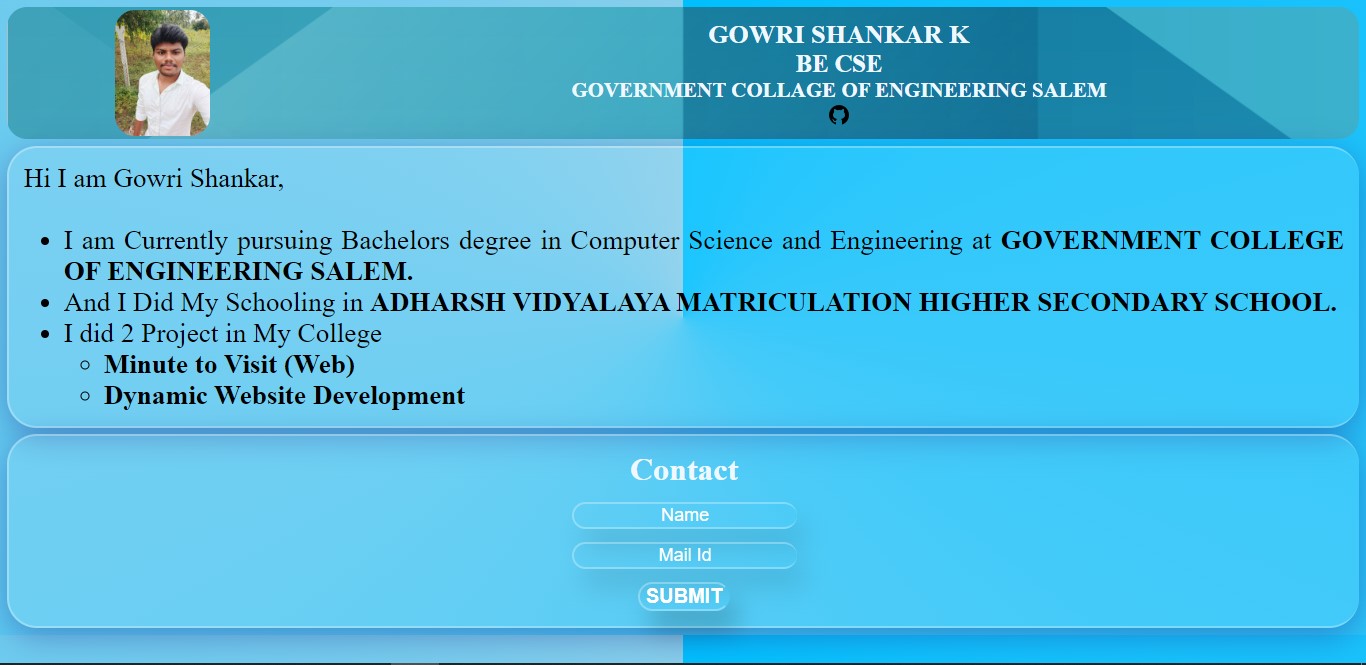 GOWRI SHANKAR K
BE CSE
GOVERNMENT COLLAGE OF ENGINEERING SALEM
Hi I am Gowri Shankar,
I am Currently pursuing Bachelors degree in Computer Science and Engineering at GOVERNMENT COLLEGE
OF ENGINEERING SALEM.
And I Did My Schooling in ADHARSH VIDYALAYA MATRICULATION HIGHER SECONDARY SCHOOL.
I did 2 Project in My College
Minute to Visit (Web)
Dynamic Website Development
Contact
Name
Mail Id
SUBMIT